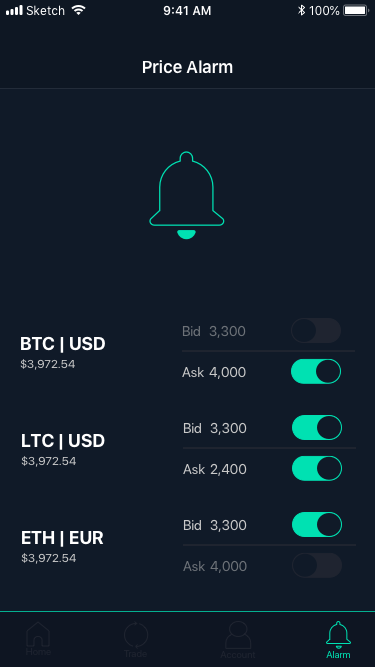 Sketch 9:41 AM 100%
Price Alarm
Bid 3,300
BTC | USD
$3,972.54
Ask 4,000
Bid 3,300
LTC | USD
$3,972.54
Ask 2,400
Bid 3,300
ETH | EUR
$3,972.54
Ask 4,000
Home Trade Account Alarm